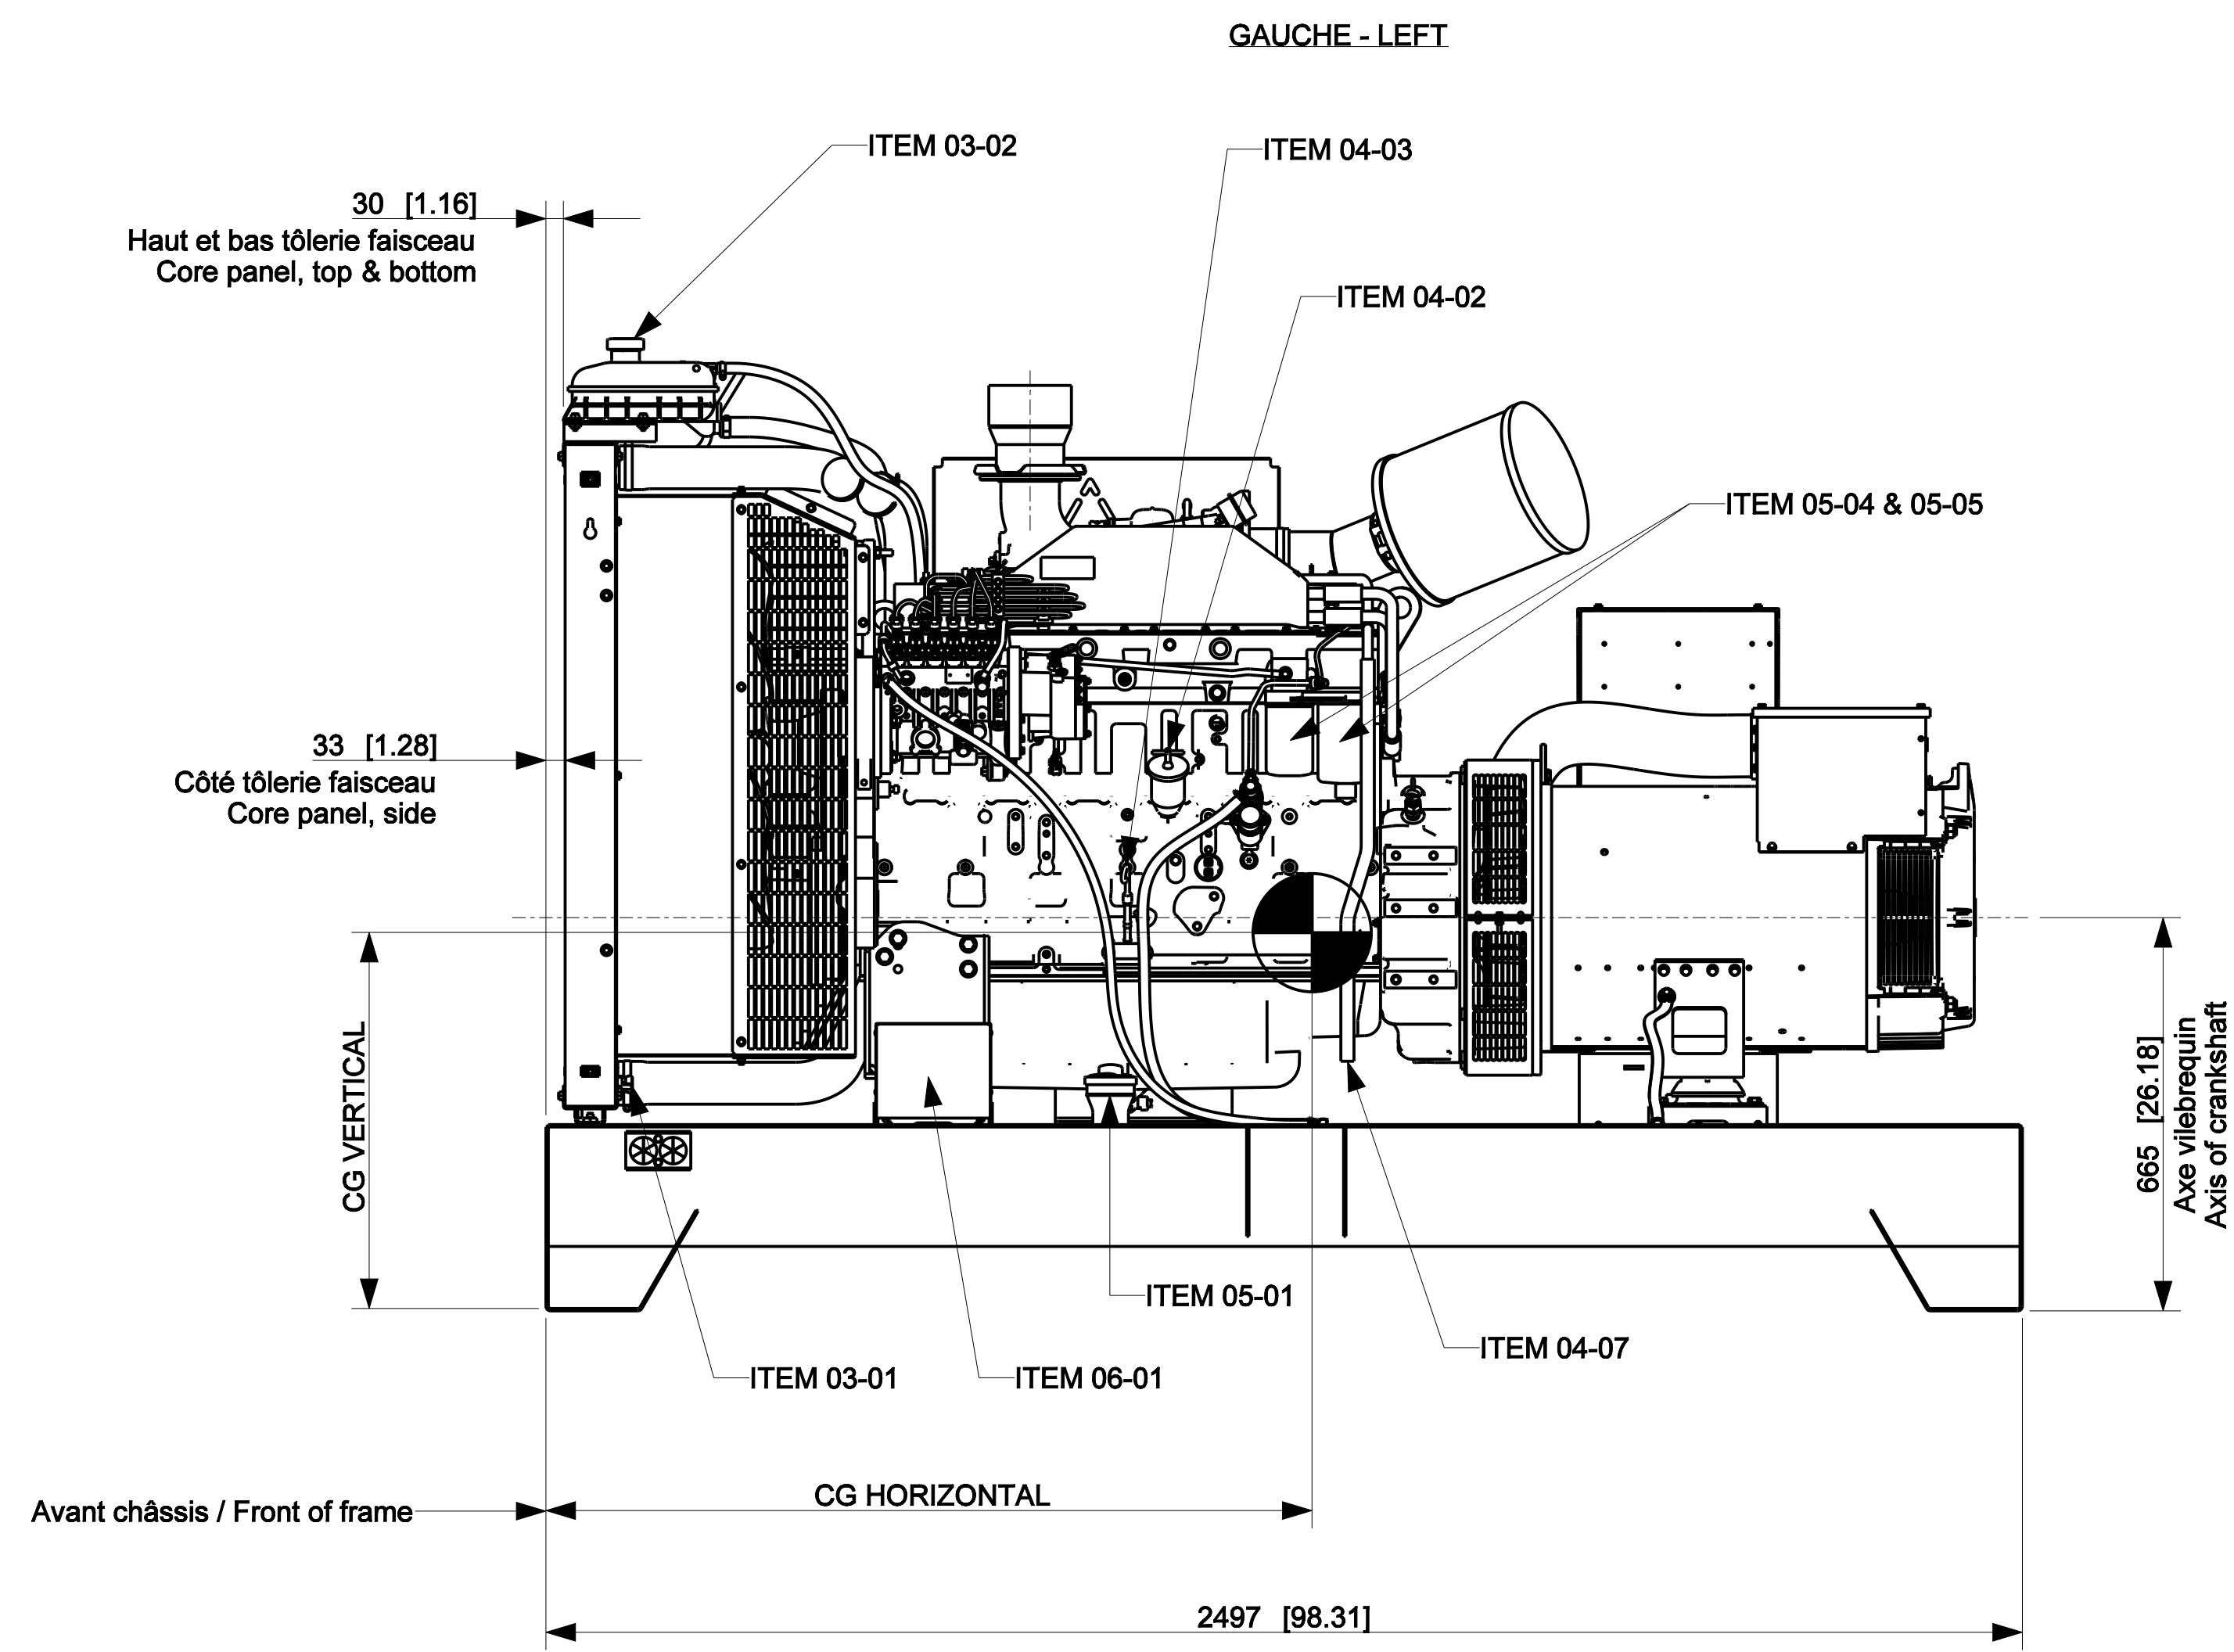 GAUCHE - LEFT
ITEM 03-02
ITEM 04-03
30 [1.16]
Haut et bas tôlerie faisceau
Core panel, top & bottom
ITEM 04-02
ITEM 05-04 & 05-05
33 [1.28]
Côté tôlerie faisceau
Core panel, side
CG VERTICAL
665 [26.18]
Axe vilebrequin
Axis of crankshaft
ITEM 05-01
ITEM 04-07
ITEM 03-01
ITEM 06-01
CG HORIZONTAL
Avant châssis / Front of frame
2497 [98.31]